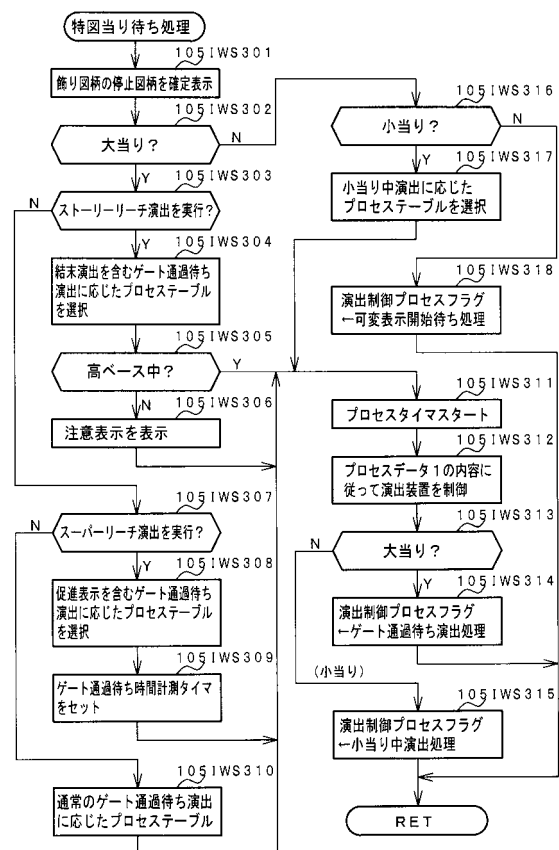 特図当り待ち処理
105IWS301
飾り図柄の停止図柄を確定表示
105IWS302
大当り？
N
Y
105IWS303
N
ストーリーリーチ演出を実行？
Y
105IWS304
結末演出を含むゲート通過待ち
演出に応じたプロセステーブル
を選択
105IWS305
高ベース中？
Y
N
105IWS306
注意表示を表示
105IWS307
N
スーパーリーチ演出を実行？
Y
105IWS308
促進表示を含むゲート通過待ち
演出に応じたプロセステーブル
を選択
105IWS309
ゲート通過待ち時間計測タイマ
をセット
105IWS310
通常のゲート通過待ち演出
に応じたプロセステーブル
105IWS316
小当り？
N
Y
105IWS317
小当り中演出に応じた
プロセステーブルを選択
105IWS318
演出制御プロセスフラグ
←可変表示開始待ち処理
105IWS311
プロセスタイマスタート
105IWS312
プロセスデータ１の内容に
従って演出装置を制御
105IWS313
N
大当り？
Y
105IWS314
演出制御プロセスフラグ
←ゲート通過待ち演出処理
（小当り）
105IWS315
演出制御プロセスフラグ
←小当り中演出処理
RET